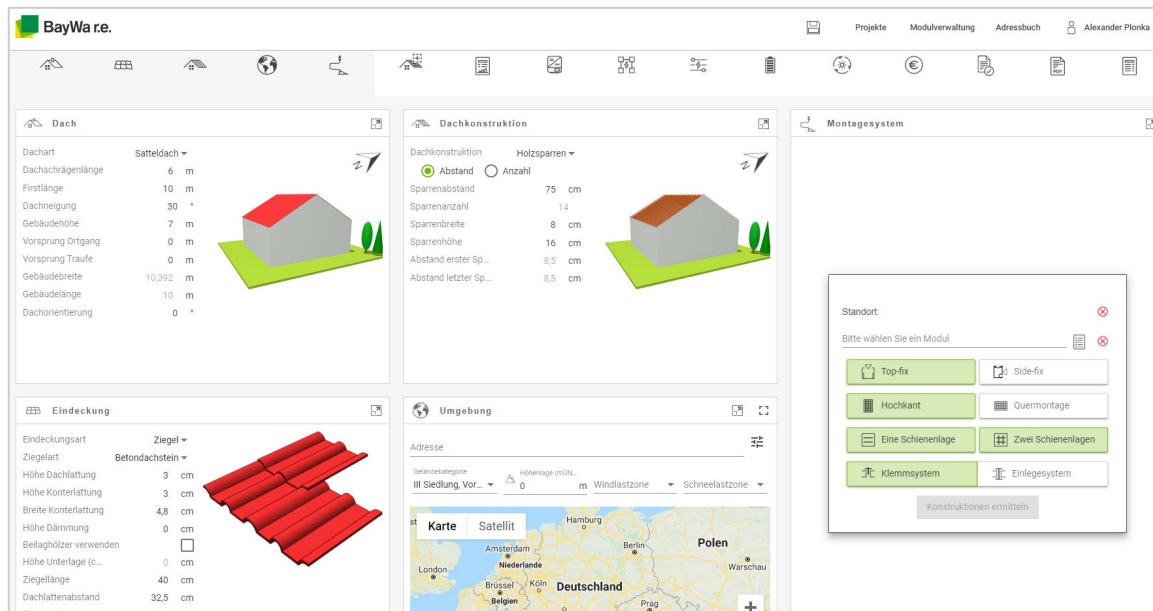 BayWa r.e.
Projekte Modulverwaltung Adressbuch Alexander Plonka
Dach
Dachart Satteldach
Dachschrägenlänge 6 m
Firstlänge 10 m
Dachneigung 30 °
Gebäudehöhe 7 m
Vorsprung Ortgang 0 m
Vorsprung Traufe 0 m
Gebäudebreite 10,392 m
Gebäudelänge 10 m
Dachorientierung 0 °
Z
Dachkonstruktion
Dachkonstruktion Holzsparren
Abstand Anzahl
Sparrenabstand 75 cm
Sparrenanzahl 14
Sparrenbreite 8 cm
Sparrenhöhe 16 cm
Abstand erster Sp... 8,5 cm
Abstand letzter Sp... 8,5 cm
Z
Montagesystem
Standort:
Bitte wählen Sie ein Modul
Top-fix Side-fix
Hochkant Quermontage
Eine Schienenlage Zwei Schienenlagen
Klemmsystem Einlegesystem
Konstruktionen ermitteln
Eindeckung
Eindeckungsart Ziegel
Ziegelart Betondachstein
Höhe Dachlattung 3 cm
Höhe Konterlattung 3 cm
Breite Konterlattung 4,8 cm
Höhe Dämmung 0 cm
Beilaghölzer verwenden
Höhe Unterlage (c... 0 cm
Ziegellänge 40 cm
Dachlattenabstand 32,5 cm
Umgebung
Adresse
Geländekategorie
III Siedlung, Vor...
Höhenlage (müN...
0 m
Windlastzone Schneelastzone
Karte Satellit
Hamburg
Amsterdam
Berlin
Polen
Niederlande
London
Warschau
Brüssel
Köln
Deutschland
Belgien
Prag
+